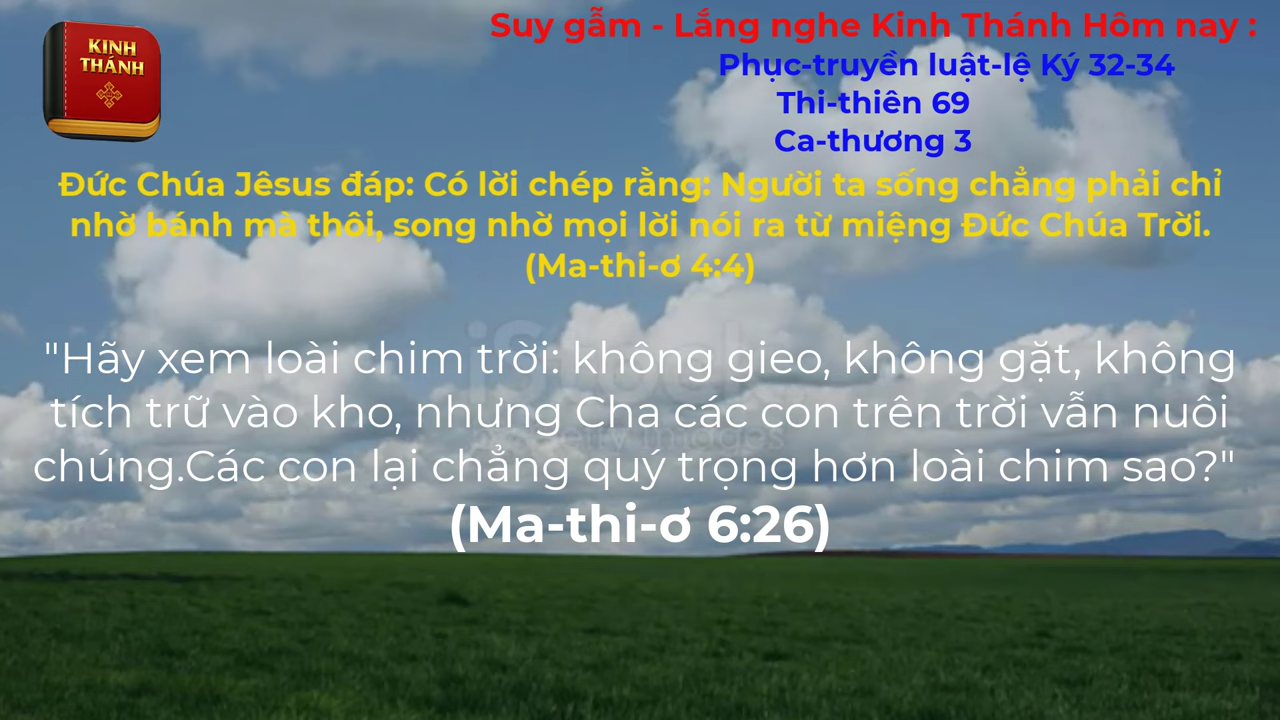 KINH
THÁNH
Suy gẫm - Lắng nghe Kinh Thánh Hôm nay :
Phục-truyền luật-lệ Ký 32-34
Thi-thiên 69
Ca-thương 3
Đức Chúa Jêsus đáp: Có lời chép rằng: Người ta sống chẳng phải chỉ
nhờ bánh mà thôi, song nhờ mọi lời nói ra từ miệng Đức Chúa Trời.
(Ma-thi-ơ 4:4)
"Hãy xem loài chim trời: không gieo, không gặt, không
tích trữ vào kho, nhưng Cha các con trên trời vẫn nuôi
chúng.Các con lại chẳng quý trọng hơn loài chim sao?"
(Ma-thi-ơ 6:26)